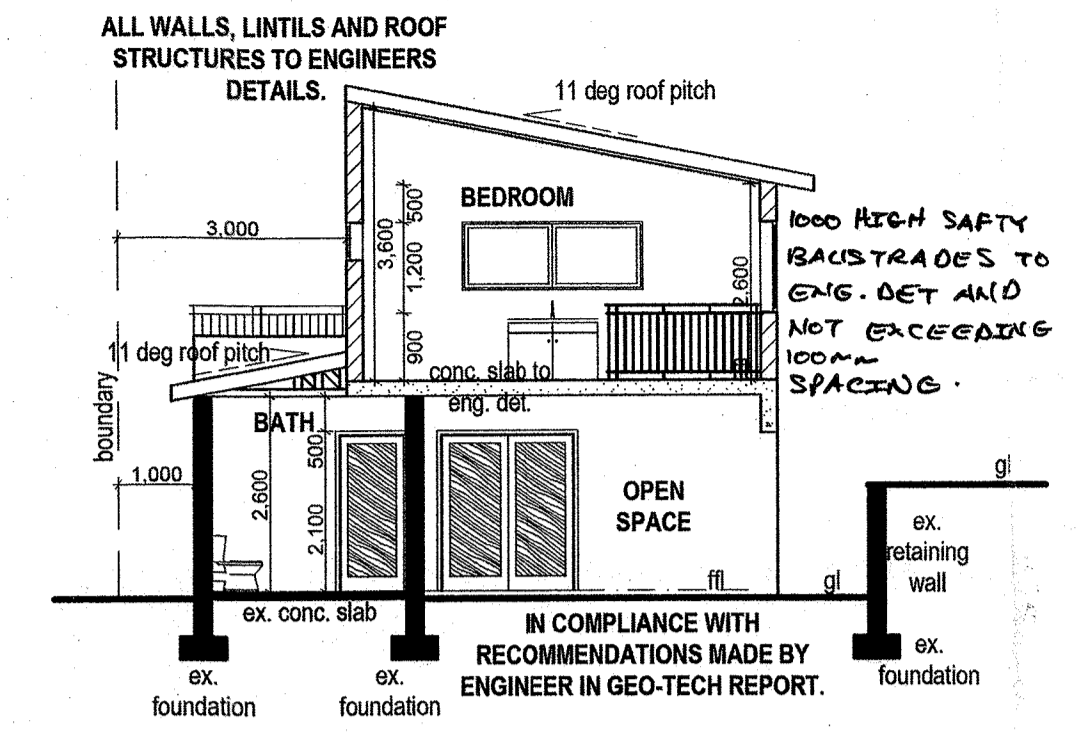 ALL WALLS, LINTILS AND ROOF
STRUCTURES TO ENGINEERS
DETAILS.
11 deg roof pitch
BEDROOM
3,000
3,600
500
1,200
900
2,600
1000 HIGH SAFTY
BALISTRADES TO
ENG. DET AND
NOT EXCEEDING
100mm
SPACING.
11 deg roof pitch
conc. slab to
eng. det.
boundary
BATH
1,000
2,600
500
2,100
OPEN
SPACE
gl
ex.
retaining
wall
ffl
gl
ex. conc. slab
IN COMPLIANCE WITH
RECOMMENDATIONS MADE BY
ENGINEER IN GEO-TECH REPORT.
ex.
foundation
ex.
foundation
ex.
foundation